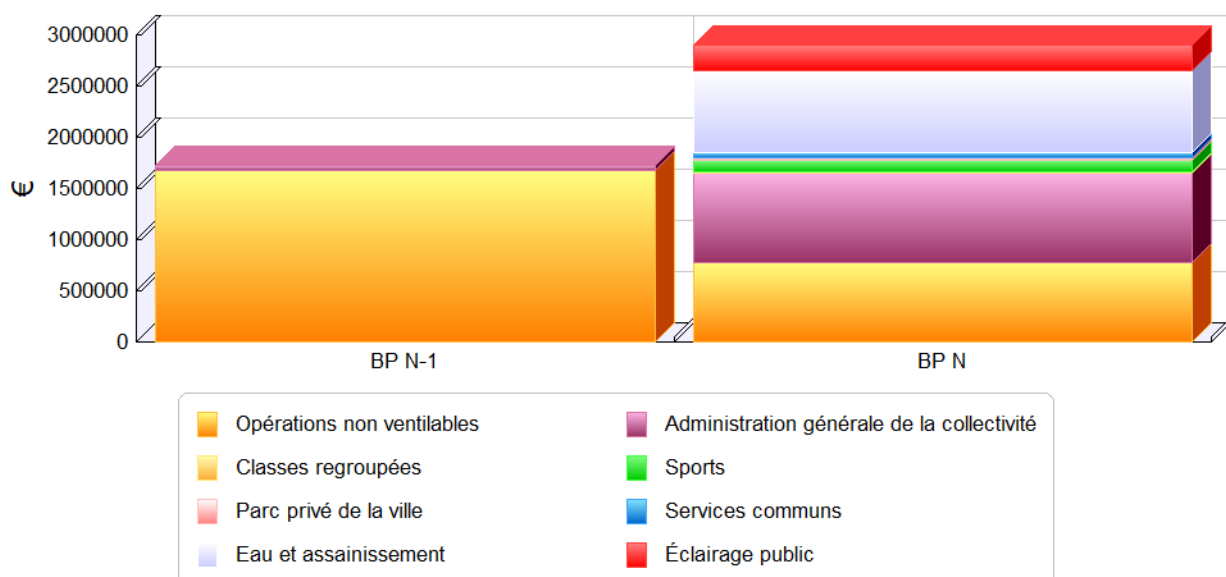 3000000
2500000
2000000
1500000
1000000
500000
0
€
BP N-1
BP N
Opérations non ventilables
Administration générale de la collectivité
Classes regroupées
Sports
Parc privé de la ville
Services communs
Eau et assainissement
Éclairage public